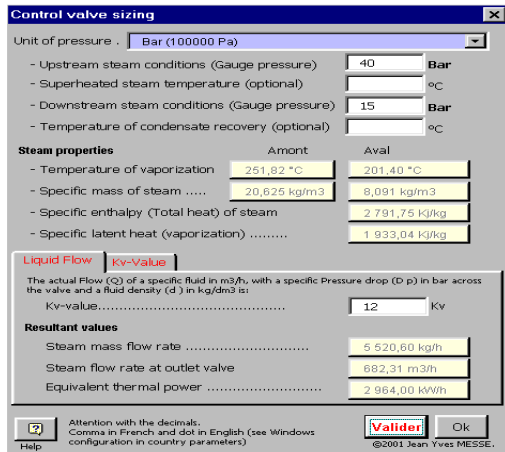 Control valve sizing
Unit of pressure . Bar (100000 Pa)
- Upstream steam conditions (Gauge pressure) 40 Bar
- Superheated steam temperature (optional) °C
- Downstream steam conditions (Gauge pressure) 15 Bar
- Temperature of condensate recovery (optional) °C
Steam properties Amont Aval
- Temperature of vaporization 251,82 °C 201,40 °C
- Specific mass of steam ..... 20,625 kg/m3 8,091 kg/m3
- Specific enthalpy (Total heat) of steam 2 791,75 Kj/kg
- Specific latent heat (vaporization) ......... 1 933,04 Kj/kg
Liquid Flow Kv-Value
The actual Flow (Q) of a specific fluid in m3/h, with a specific Pressure drop (D p) in bar across
the valve and a fluid density (d ) in kg/dm3 is:
Kv-value.......................................... 12 Kv
Resultant values
Steam mass flow rate ............................ 5 520,60 kg/h
Steam flow rate at outlet valve 682,31 m3/h
Equivalent thermal power .......................... 2 964,00 kW/h
Attention with the decimals.
Comma in French and dot in English (see Windows
configuration in country parameters)
Help
Valider Ok
©2001 Jean Yves MESSE.